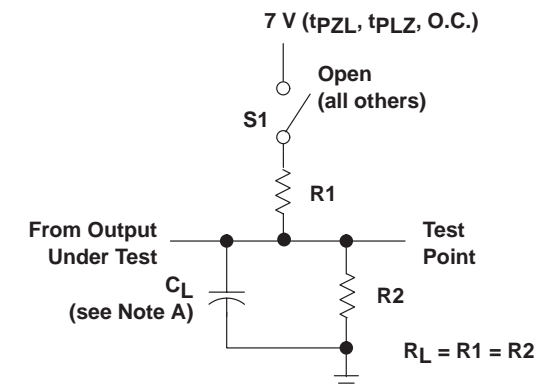 7 V (tPZL, tPLZ, O.C.)
Open
(all others)
S1
R1
From Output
Under Test
Test
Point
CL
(see Note A)
R2
RL = R1 = R2